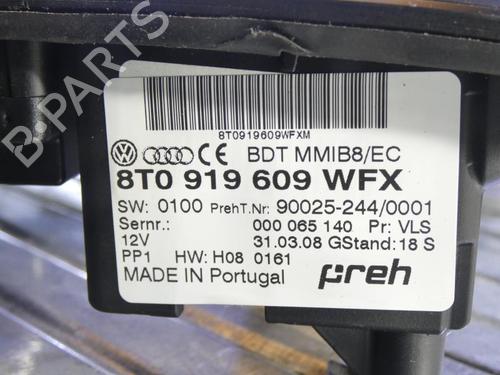 8T0919609WFXM
CE BDT MMIB8/EC
8T0 919 609 WFX
SW: 0100 PrehT.Nr: 90025-244/0001
Sernr.: 000 065 140 Pr: VLS
12V 31.03.08 GStand: 18 S
PP1 HW: H08 0161
MADE IN Portugal preh
B-PARTS